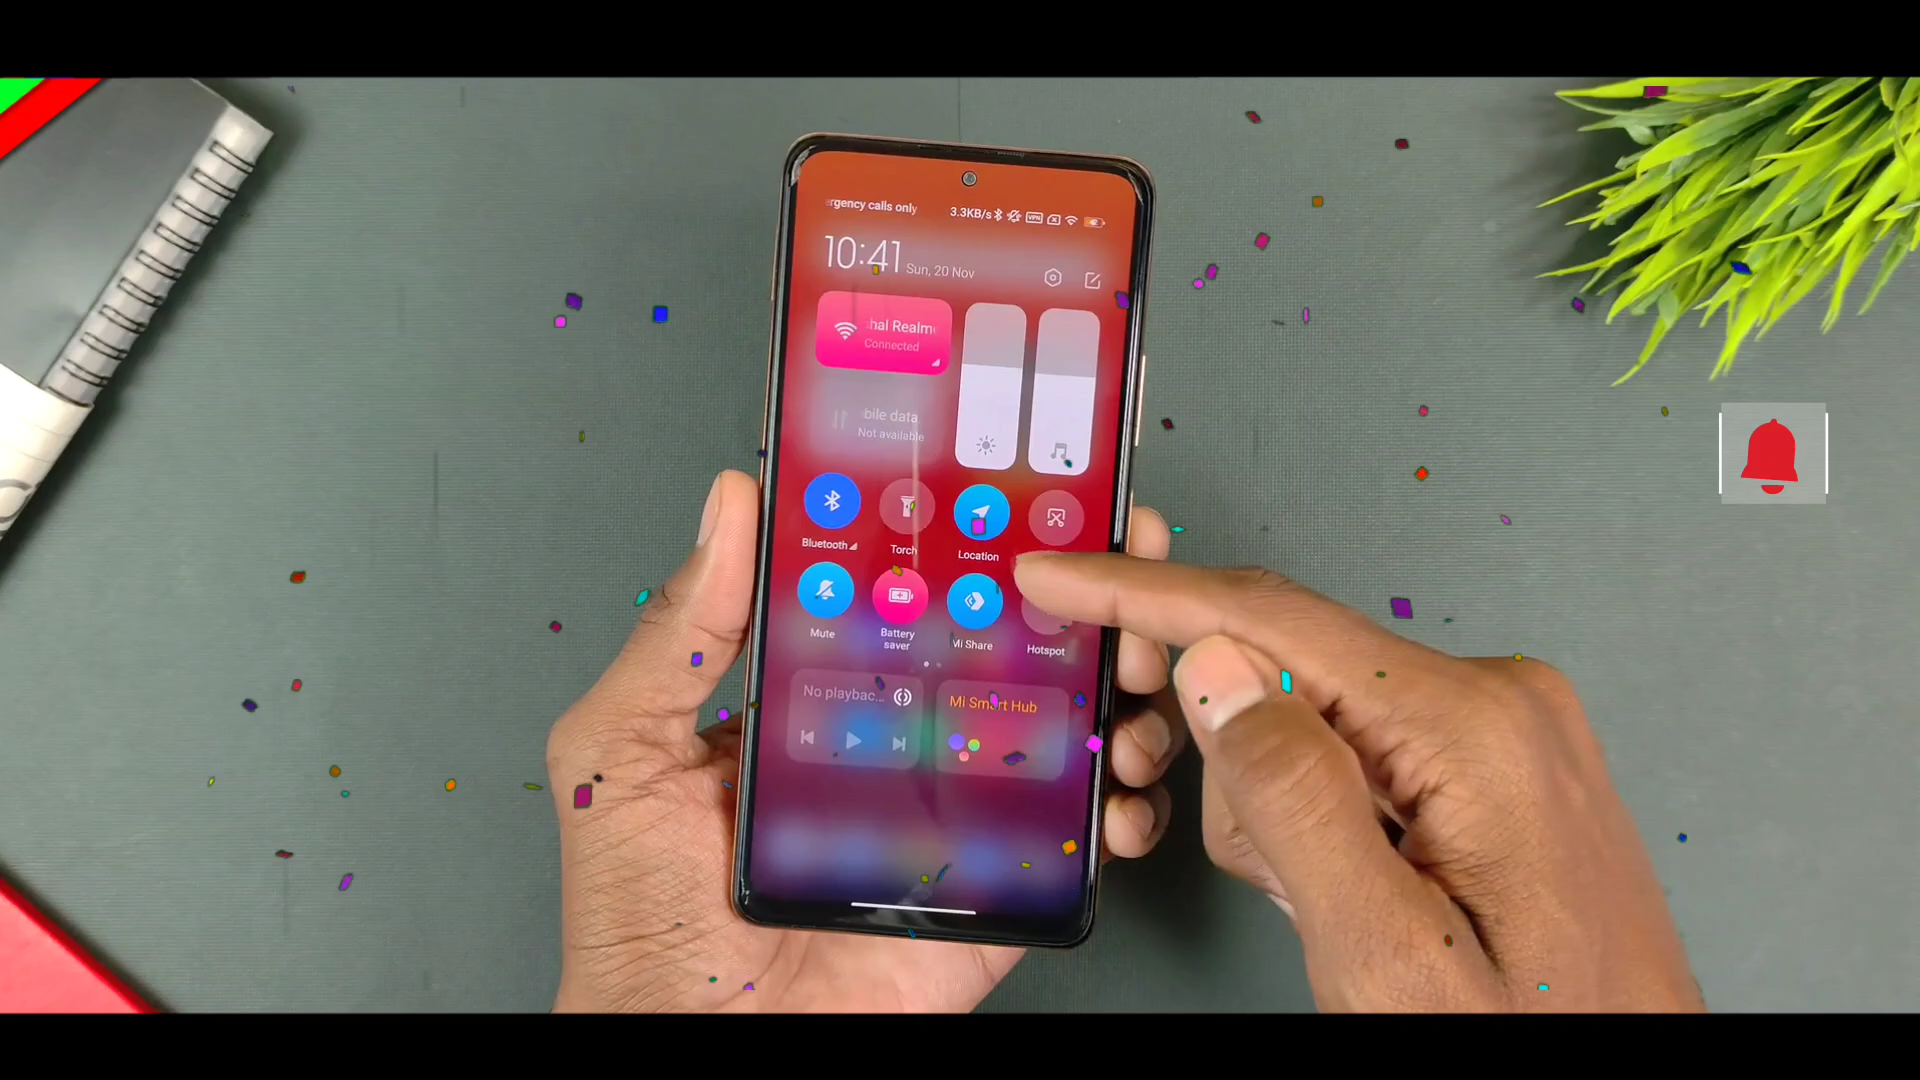 rgency calls only 3.3KB/s VPN
10:41 Sun, 20 Nov
hal Realm
Connected
bile data
Not available
Bluetooth Torch Location
Mute Battery saver Mi Share Hotspot
No playbac... Mi Smart Hub